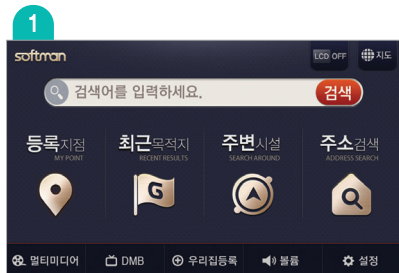 1
softman
LCD OFF 지도
검색어를 입력하세요. 검색
등록지점 최근목적지 주변시설 주소검색
MY POINT RECENT RESULTS SEARCH AROUND ADDRESS SEARCH
G
멀티미디어 DMB 우리집등록 볼륨 설정